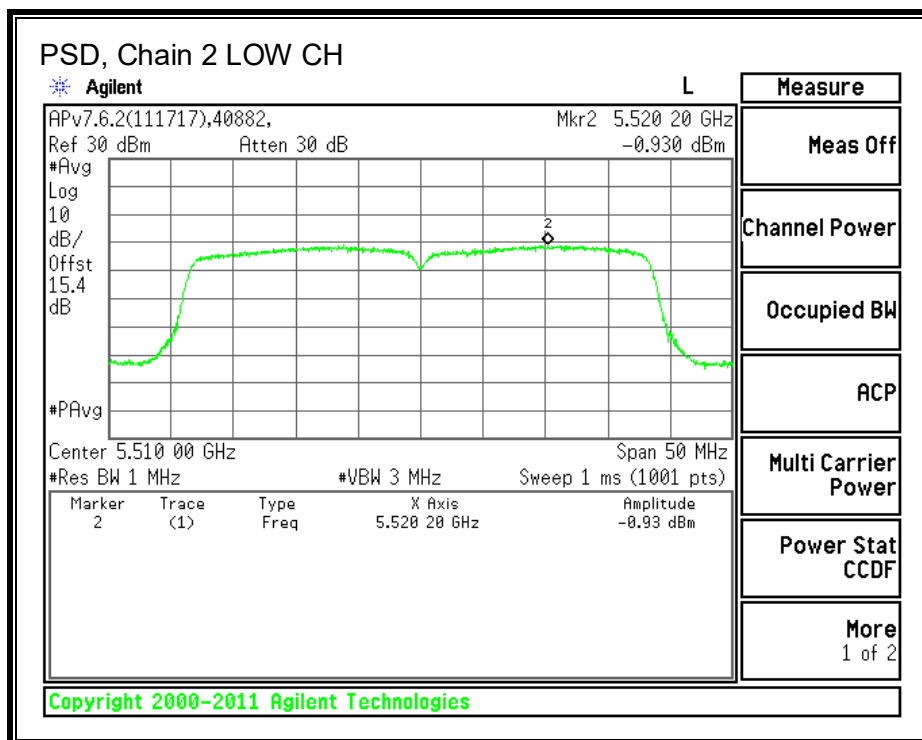 PSD, Chain 2 LOW CH
Agilent
L
Measure
APv7.6.2(111717),40882,
Mkr2 5.520 20 GHz
Ref 30 dBm
Atten 30 dB
-0.930 dBm
Meas Off
#Avg
Log
10
dB/
Offst
15.4
dB
2
#PAvg
Channel Power
Occupied BW
ACP
Center 5.510 00 GHz
Span 50 MHz
#Res BW 1 MHz
#VBW 3 MHz
Sweep 1 ms (1001 pts)
Multi Carrier
Power
Marker Trace Type X Axis Amplitude
2 (1) Freq 5.520 20 GHz -0.93 dBm
Power Stat
CCDF
More
1 of 2
Copyright 2000-2011 Agilent Technologies